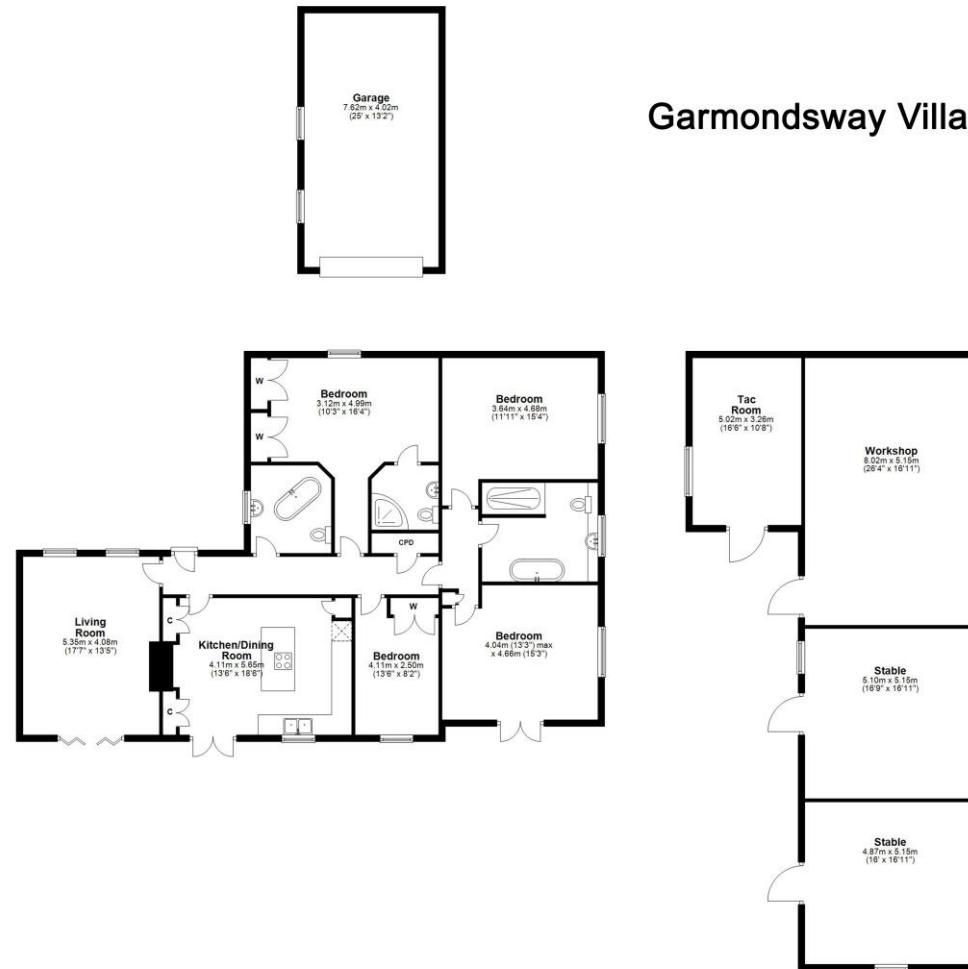 Garage
7.62m x 4.02m
(25' x 13'2")
Garmondsway Villa
W
W
Bedroom
3.12m x 4.99m
(10'3" x 16'4")
Bedroom
3.64m x 4.68m
(11'11" x 15'4")
CPD
Living
Room
5.35m x 4.08m
(17'7" x 13'5")
C
C
Kitchen/Dining
Room
4.11m x 5.65m
(13'6" x 18'6")
W
Bedroom
4.11m x 2.50m
(13'6" x 8'2")
Bedroom
4.04m (13'3") max
x 4.66m (15'3")
Tac
Room
5.02m x 3.26m
(16'6" x 10'8")
Workshop
8.02m x 5.15m
(26'4" x 16'11")
Stable
5.10m x 5.15m
(16'9" x 16'11")
Stable
4.87m x 5.15m
(16' x 16'11")